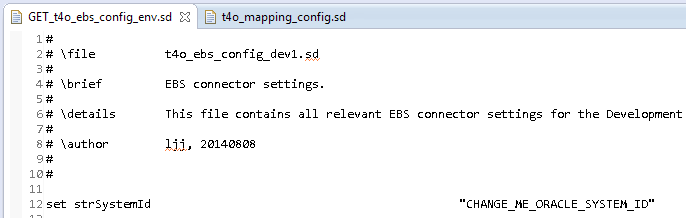 GET_t4o_ebs_config_env.sd t4o_mapping_config.sd
1 #
2 # \file t4o_ebs_config_dev1.sd
3 #
4 # \brief EBS connector settings.
5 #
6 # \details This file contains all relevant EBS connector settings for the Development
7 #
8 # \author ljj, 20140808
9 #
10 #
11
12 set strSystemId "CHANGE_ME_ORACLE_SYSTEM_ID"